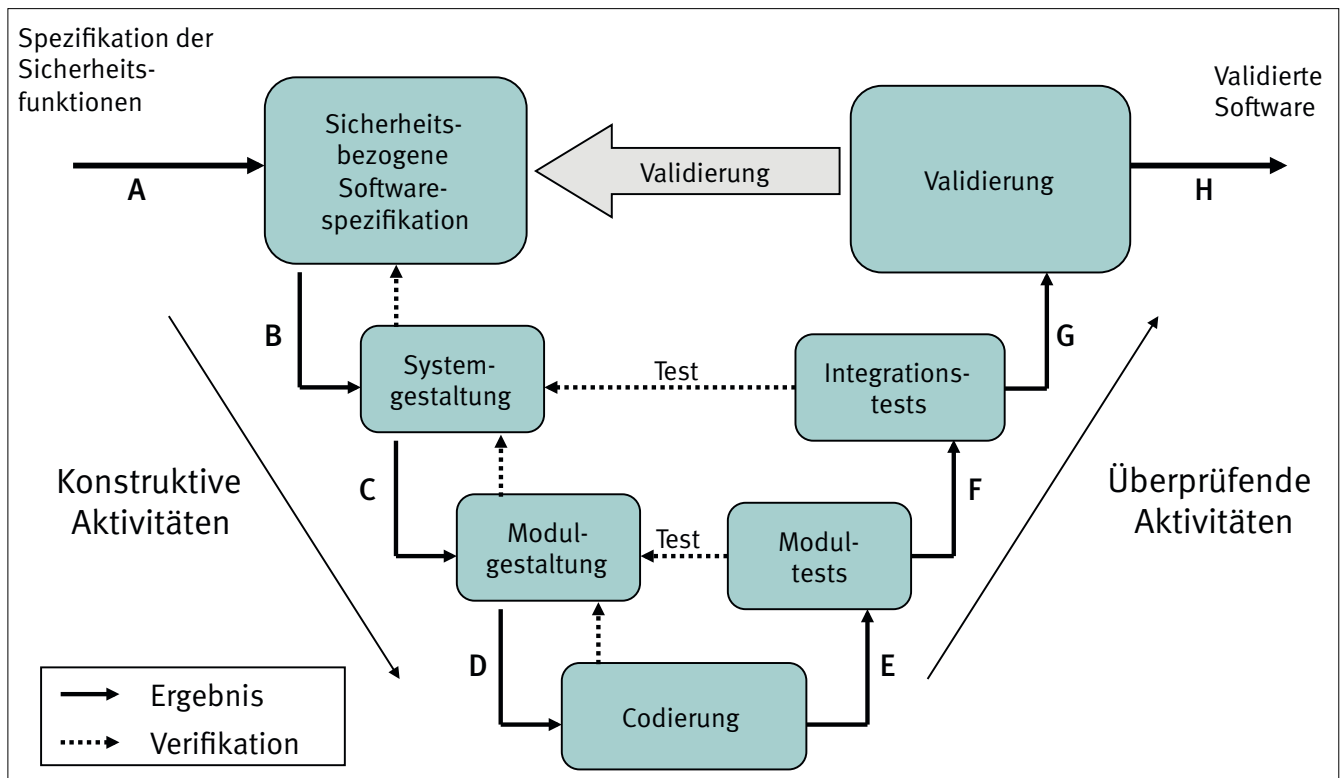 Spezifikation der
Sicherheits-
funktionen
A
Sicherheits-
bezogene
Software-
spezifikation
Validierung
Validierung
Validierte
Software
H
B
System-
gestaltung
Test
Integrations-
tests
G
Konstruktive
Aktivitäten
C
Modul-
gestaltung
Test
Modul-
tests
F
Überprüfende
Aktivitäten
D
Codierung
E
Ergebnis
Verifikation